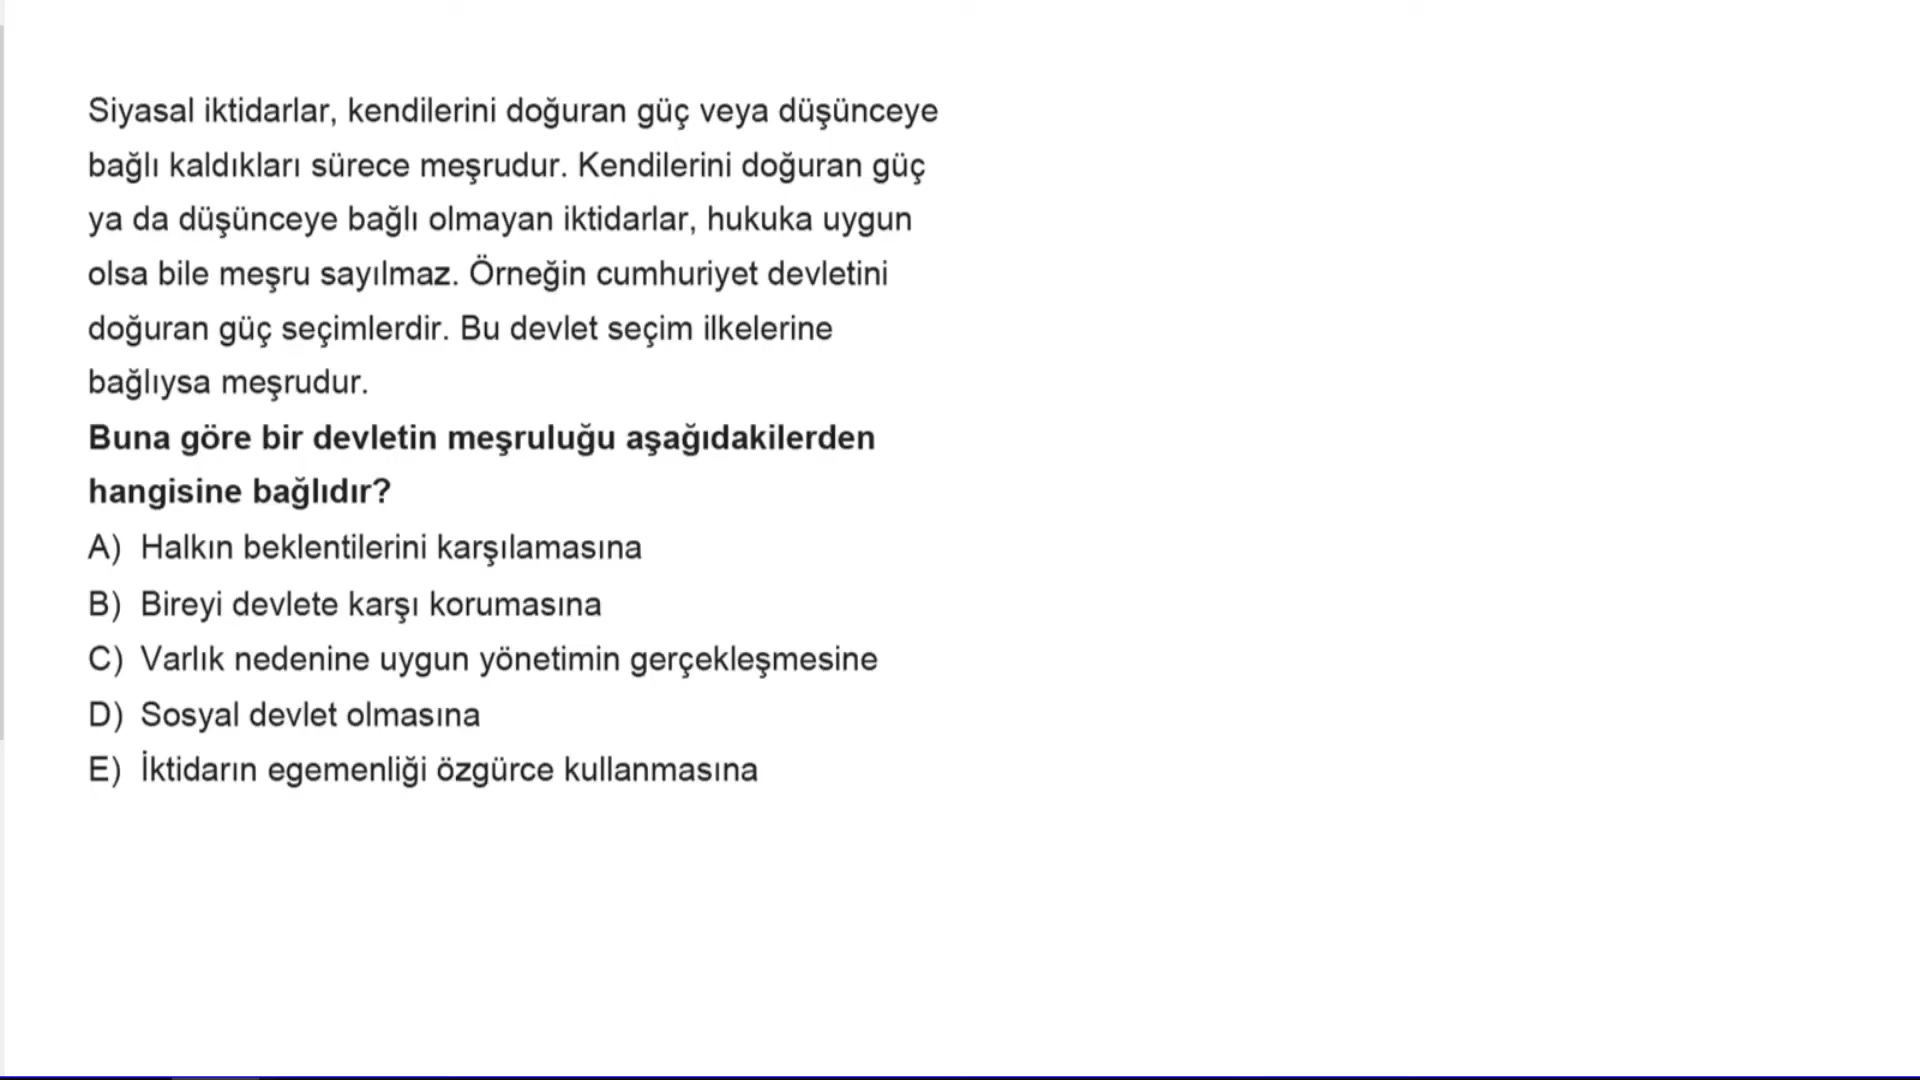 Siyasal iktidarlar, kendilerini doğuran güç veya düşünceye
bağlı kaldıkları sürece meşrudur. Kendilerini doğuran güç
ya da düşünceye bağlı olmayan iktidarlar, hukuka uygun
olsa bile meşru sayılmaz. Örneğin cumhuriyet devletini
doğuran güç seçimlerdir. Bu devlet seçim ilkelerine
bağlıysa meşrudur.
Buna göre bir devletin meşruluğu aşağıdakilerden
hangisine bağlıdır?
A) Halkın beklentilerini karşılamasına
B) Bireyi devlete karşı korumasına
C) Varlık nedenine uygun yönetimin gerçekleşmesine
D) Sosyal devlet olmasına
E) İktidarın egemenliği özgürce kullanmasına